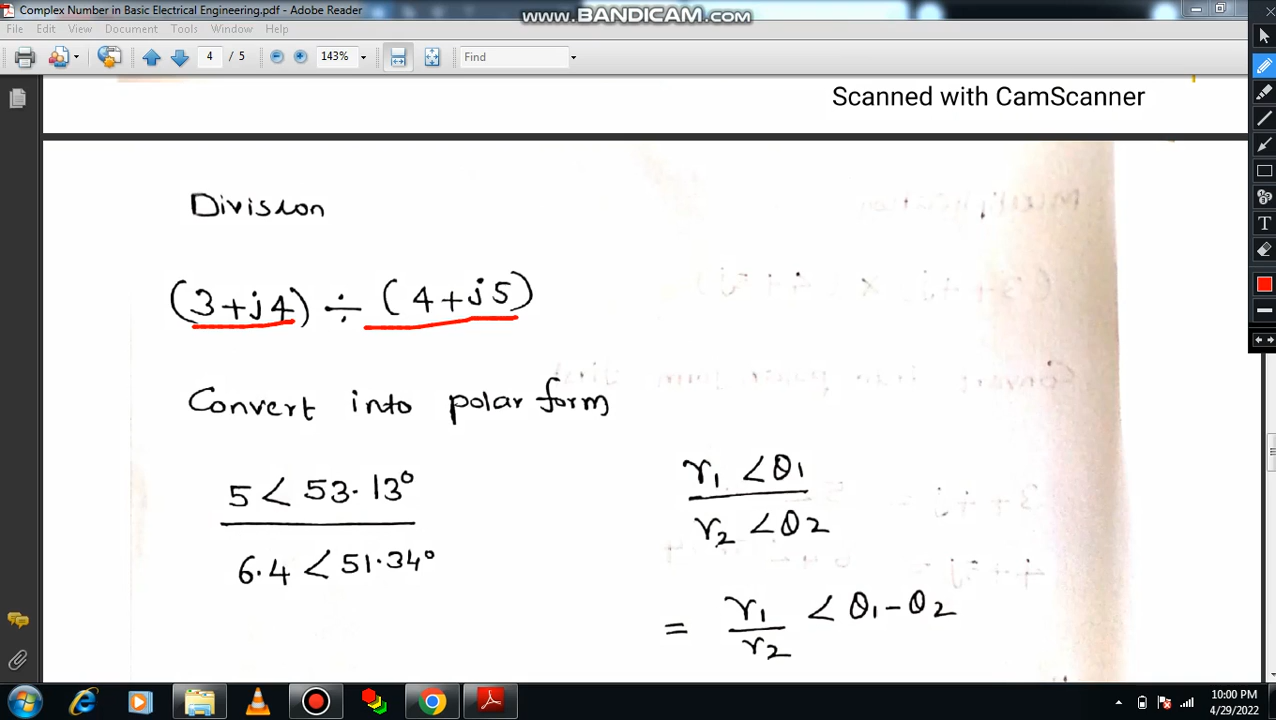 Complex Number in Basic Electrical Engineering.pdf - Adobe Reader
www.BANDICAM.com
File Edit View Document Tools Window Help
4 / 5 143% Find
Scanned with CamScanner
Division
(3+j4) ÷ (4+j5)
Convert into polar form
5 < 53.13°
6.4 < 51.34°
r1 < θ1
r2 < θ2
= r1 < θ1 - θ2
r2
T
10:00 PM
4/29/2022